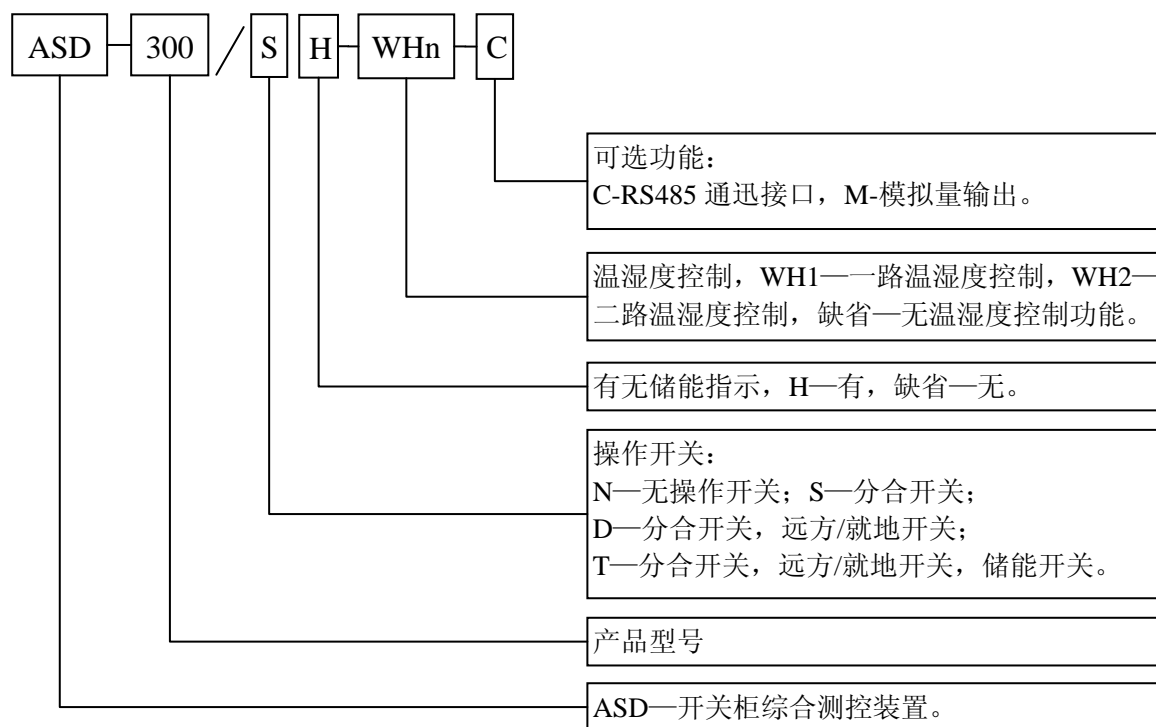 ASD 300 / S H WHn C
可选功能：
C-RS485 通迅接口，M-模拟量输出。
温湿度控制，WH1—一路温湿度控制，WH2—
二路温湿度控制，缺省—无温湿度控制功能。
有无储能指示，H—有，缺省—无。
操作开关：
N—无操作开关；S—分合开关；
D—分合开关，远方/就地开关；
T—分合开关，远方/就地开关，储能开关。
产品型号
ASD—开关柜综合测控装置。